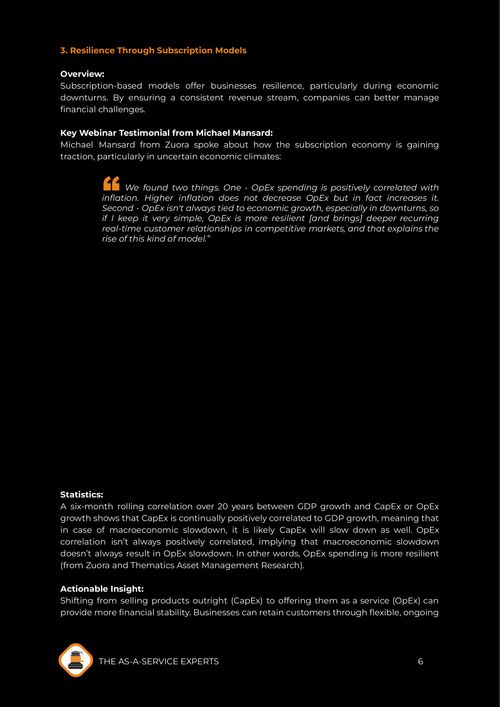 3. Resilience Through Subscription Models
Overview:
Subscription-based models offer businesses resilience, particularly during economic
downturns. By ensuring a consistent revenue stream, companies can better manage
financial challenges.
Key Webinar Testimonial from Michael Mansard:
Michael Mansard from Zuora spoke about how the subscription economy is gaining
traction, particularly in uncertain economic climates:
“ We found two things. One - OpEx spending is positively correlated with
inflation. Higher inflation does not decrease OpEx but in fact increases it.
Second - OpEx isn't always tied to economic growth, especially in downturns, so
if I keep it very simple, OpEx is more resilient [and brings] deeper recurring
real-time customer relationships in competitive markets, and that explains the
rise of this kind of model.”
Statistics:
A six-month rolling correlation over 20 years between GDP growth and CapEx or OpEx
growth shows that CapEx is continually positively correlated to GDP growth, meaning that
in case of macroeconomic slowdown, it is likely CapEx will slow down as well. OpEx
correlation isn't always positively correlated, implying that macroeconomic slowdown
doesn't always result in OpEx slowdown. In other words, OpEx spending is more resilient
(from Zuora and Thematics Asset Management Research).
Actionable Insight:
Shifting from selling products outright (CapEx) to offering them as a service (OpEx) can
provide more financial stability. Businesses can retain customers through flexible, ongoing
THE AS-A-SERVICE EXPERTS 6